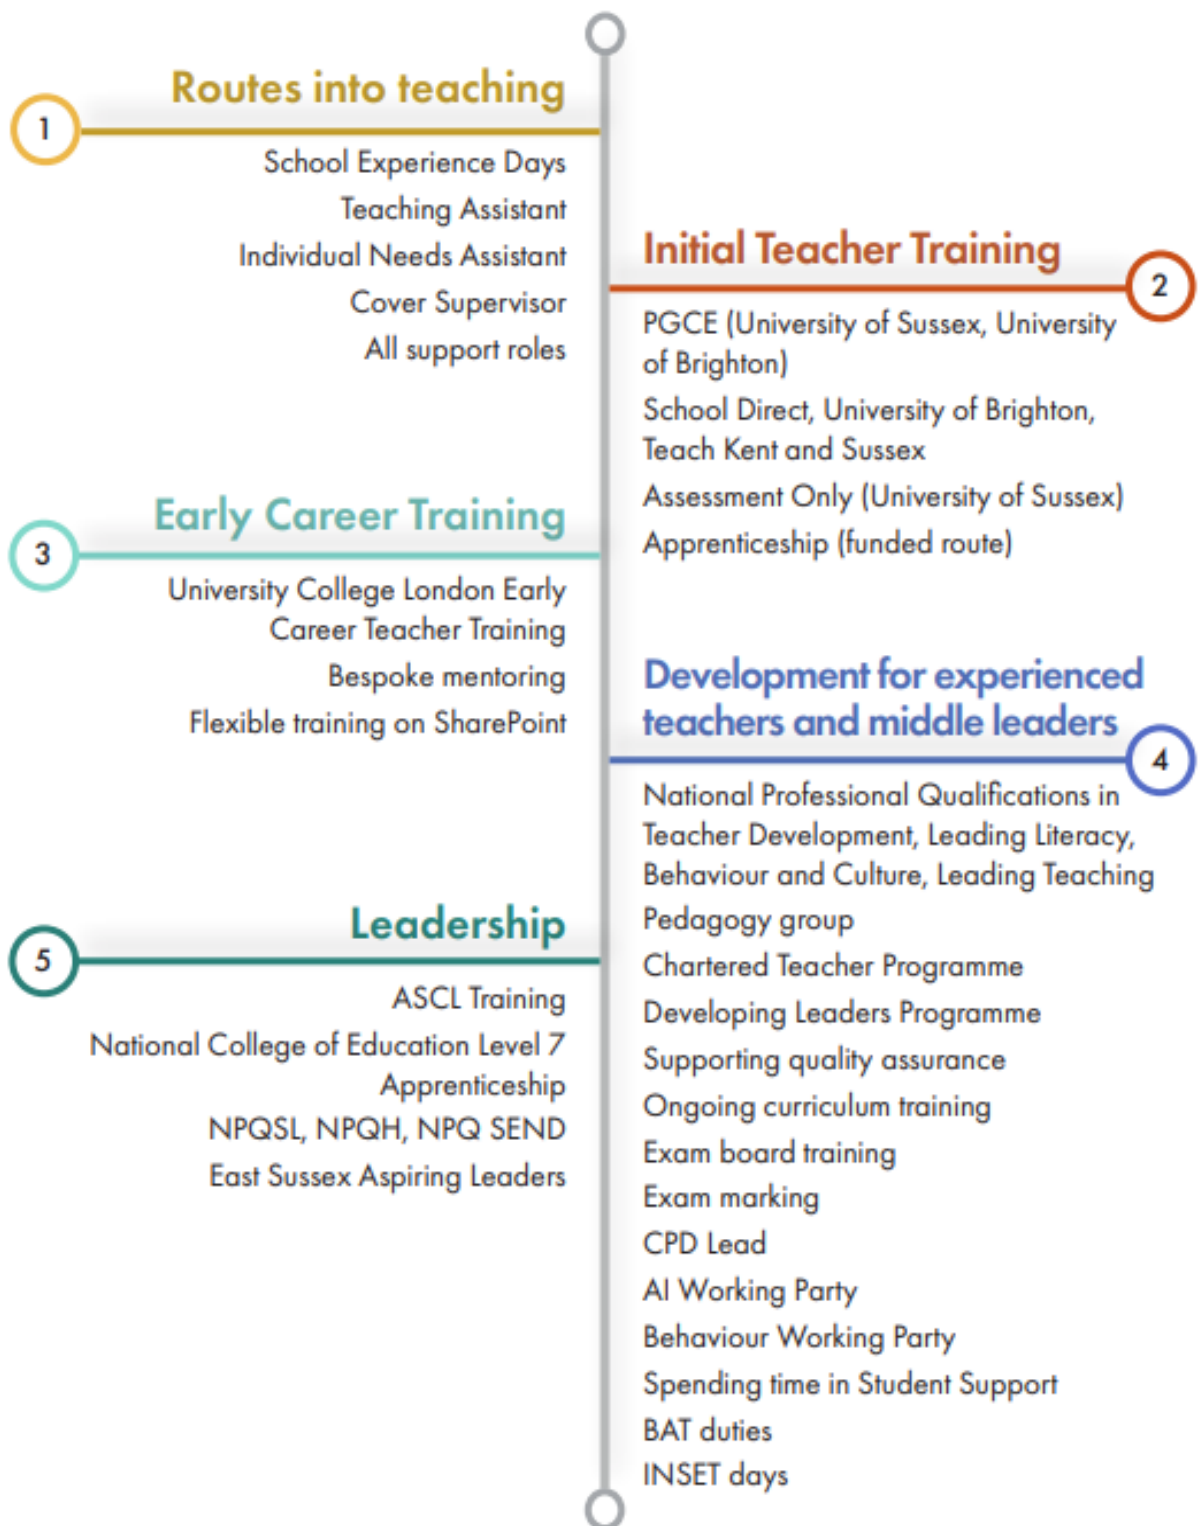 Routes into teaching
1
School Experience Days
Teaching Assistant
Individual Needs Assistant
Cover Supervisor
All support roles
Initial Teacher Training
2
PGCE (University of Sussex, University
of Brighton)
School Direct, University of Brighton,
Teach Kent and Sussex
Assessment Only (University of Sussex)
Apprenticeship (funded route)
Early Career Training
3
University College London Early
Career Teacher Training
Bespoke mentoring
Flexible training on SharePoint
Development for experienced
teachers and middle leaders
4
National Professional Qualifications in
Teacher Development, Leading Literacy,
Behaviour and Culture, Leading Teaching
Pedagogy group
Chartered Teacher Programme
Developing Leaders Programme
Supporting quality assurance
Ongoing curriculum training
Exam board training
Exam marking
CPD Lead
AI Working Party
Behaviour Working Party
Spending time in Student Support
BAT duties
INSET days
Leadership
5
ASCL Training
National College of Education Level 7
Apprenticeship
NPQSL, NPQH, NPQ SEND
East Sussex Aspiring Leaders